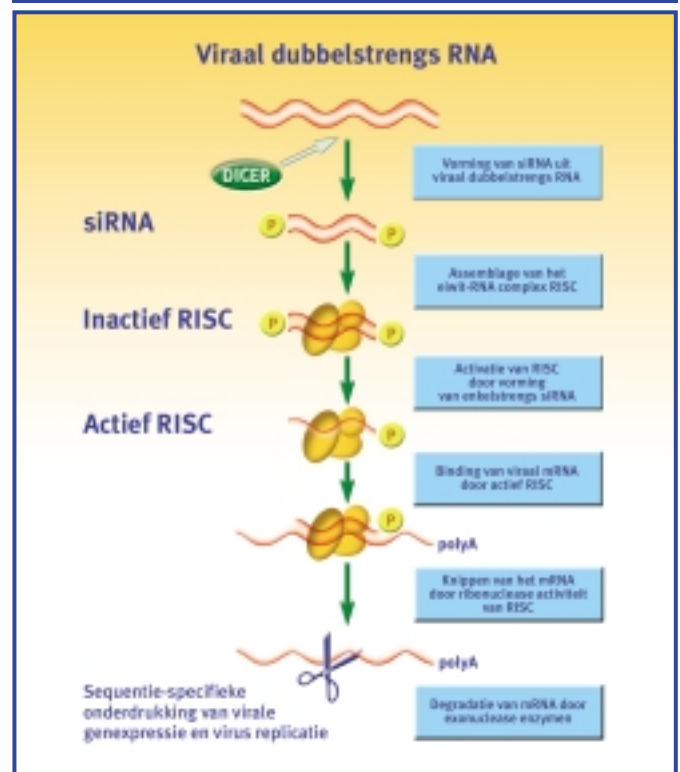 Viraal dubbelstrengs RNA
DICER
Vorming van siRNA uit
viraal dubbelstrengs RNA
siRNA
P
P
Assemblage van het
eiwit-RNA complex RISC
Inactief RISC
P
P
Activatie van RISC
door vorming
van enkelstrengs siRNA
Actief RISC
P
Binding van viraal mRNA
door actief RISC
P
polyA
Knippen van het mRNA
door ribonuclease activiteit
van RISC
polyA
Sequentie-specifieke
onderdrukking van virale
genexpressie en virus replicatie
Degradatie van mRNA door
exonuclease enzymen